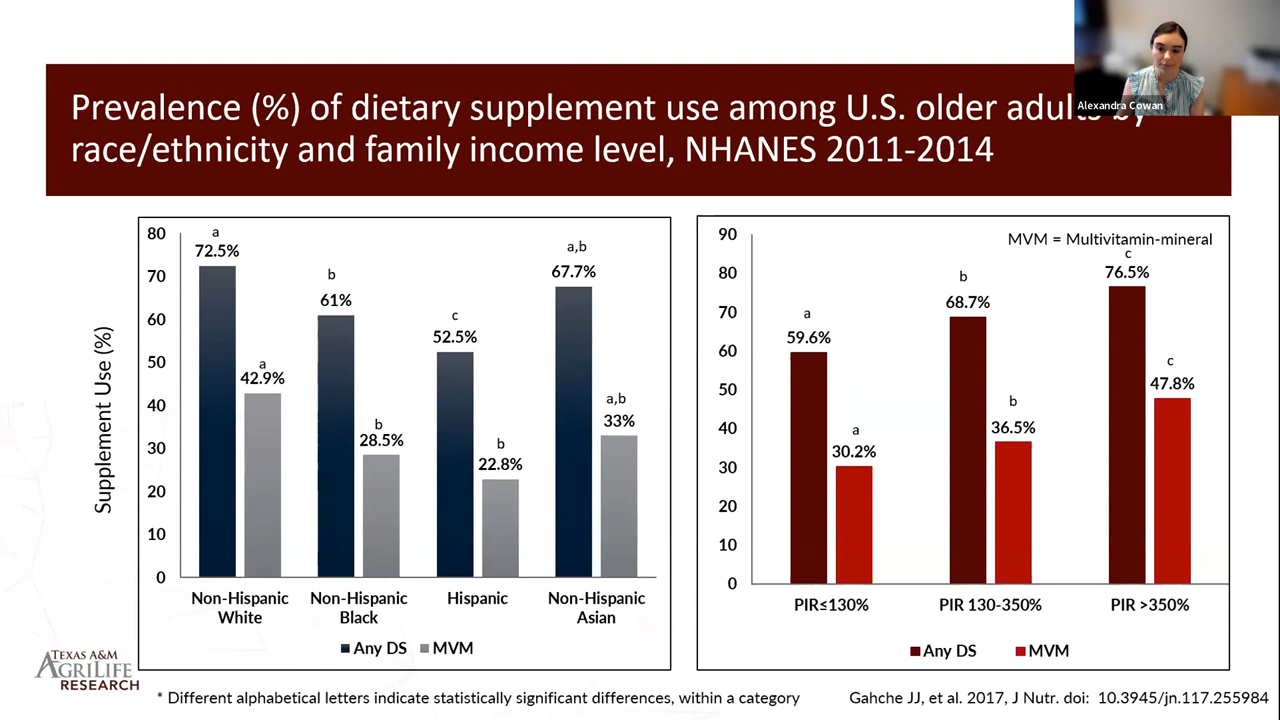 Alexandra Cowan
Prevalence (%) of dietary supplement use among U.S. older adults by
race/ethnicity and family income level, NHANES 2011-2014
Supplement Use (%)
80
70
60
50
40
30
20
10
0
a
72.5%
a
42.9%
b
61%
b
28.5%
c
52.5%
b
22.8%
a,b
67.7%
a,b
33%
Non-Hispanic
White
Non-Hispanic
Black
Hispanic
Non-Hispanic
Asian
Any DS
MVM
MVM = Multivitamin-mineral
90
80
70
60
50
40
30
20
10
0
a
59.6%
a
30.2%
b
68.7%
b
36.5%
c
76.5%
c
47.8%
PIR≤130%
PIR 130-350%
PIR >350%
Any DS
MVM
TEXAS A&M
AGRILIFE
RESEARCH
* Different alphabetical letters indicate statistically significant differences, within a category
Gahche JJ, et al. 2017, J Nutr. doi: 10.3945/jn.117.255984